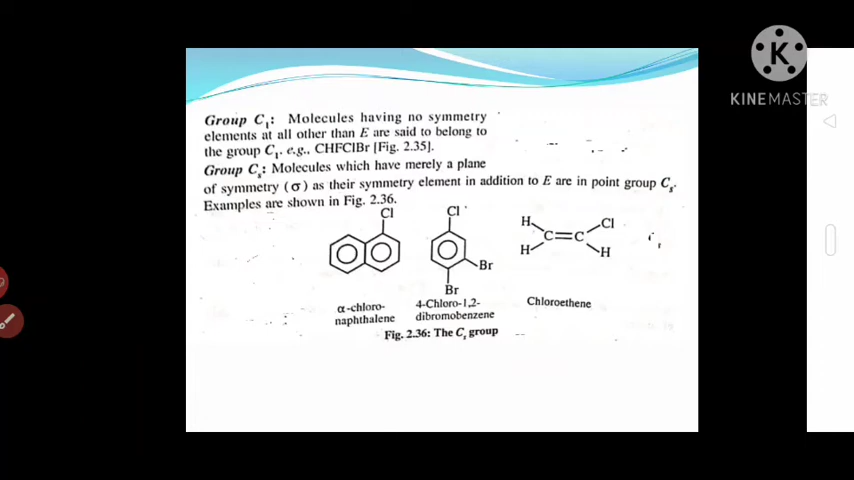 KINEMASTER
Group C₁: Molecules having no symmetry
elements at all other than E are said to belong to
the group C₁. e.g., CHFClBr [Fig. 2.35].
Group Cₛ: Molecules which have merely a plane
of symmetry (σ) as their symmetry element in addition to E are in point group Cₛ.
Examples are shown in Fig. 2.36.
Cl
Cl
Br
Br
H
Cl
C=C
H
H
α-chloro-
naphthalene
4-Chloro-1,2-
dibromobenzene
Chloroethene
Fig. 2.36: The Cₛ group